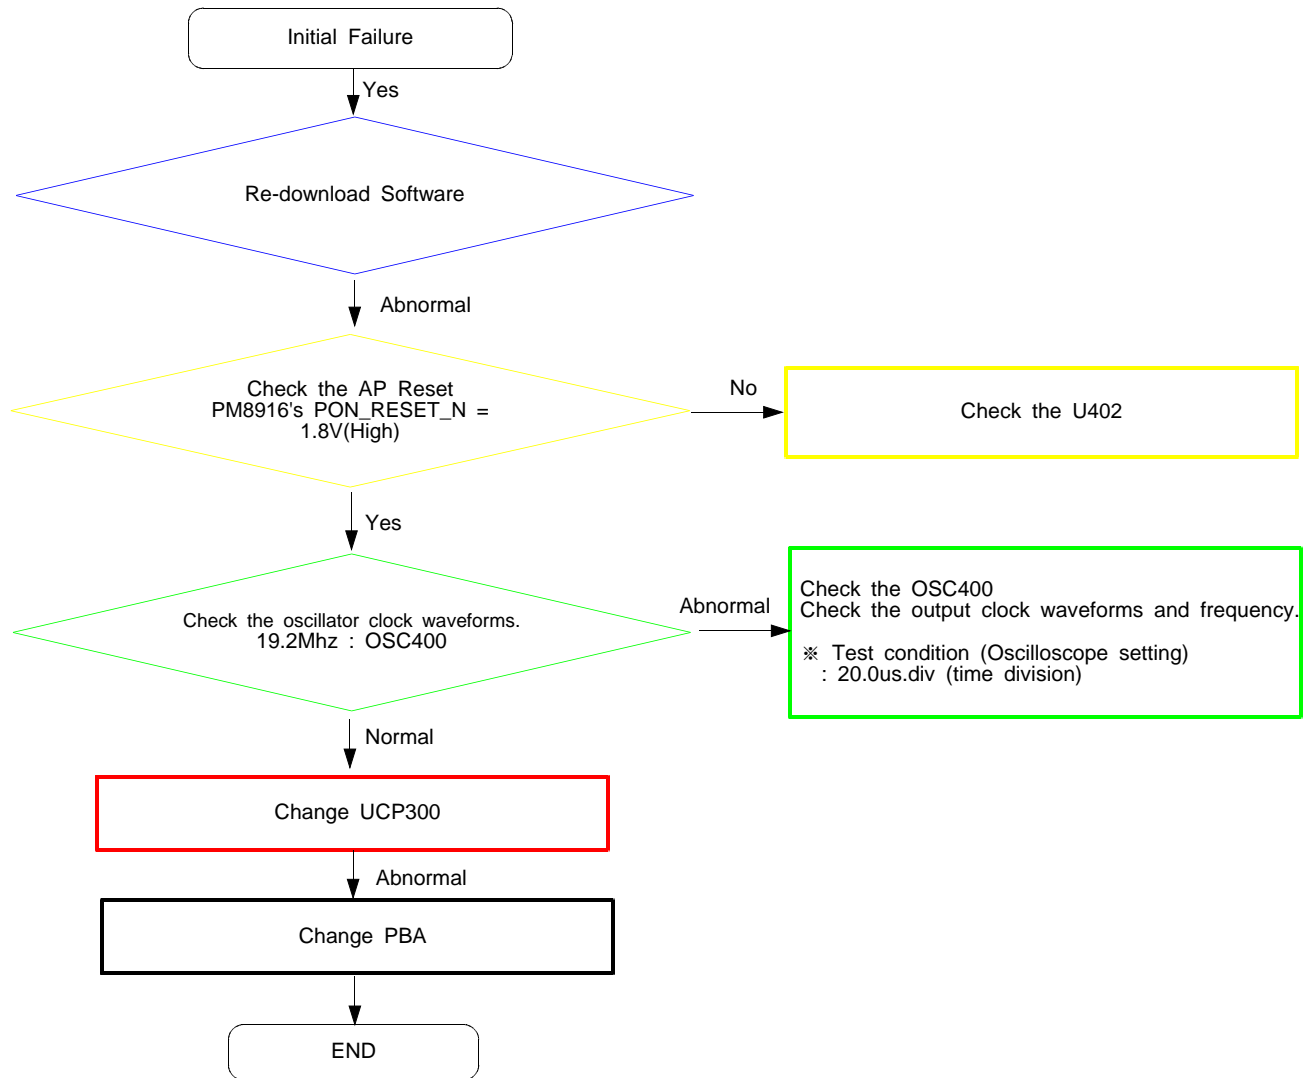 Initial Failure
Yes
Re-download Software
Abnormal
Check the AP Reset
PM8916's PON_RESET_N =
1.8V(High)
No
Check the U402
Yes
Check the oscillator clock waveforms.
19.2Mhz : OSC400
Abnormal
Check the OSC400
Check the output clock waveforms and frequency.
※ Test condition (Oscilloscope setting)
: 20.0us.div (time division)
Normal
Change UCP300
Abnormal
Change PBA
END